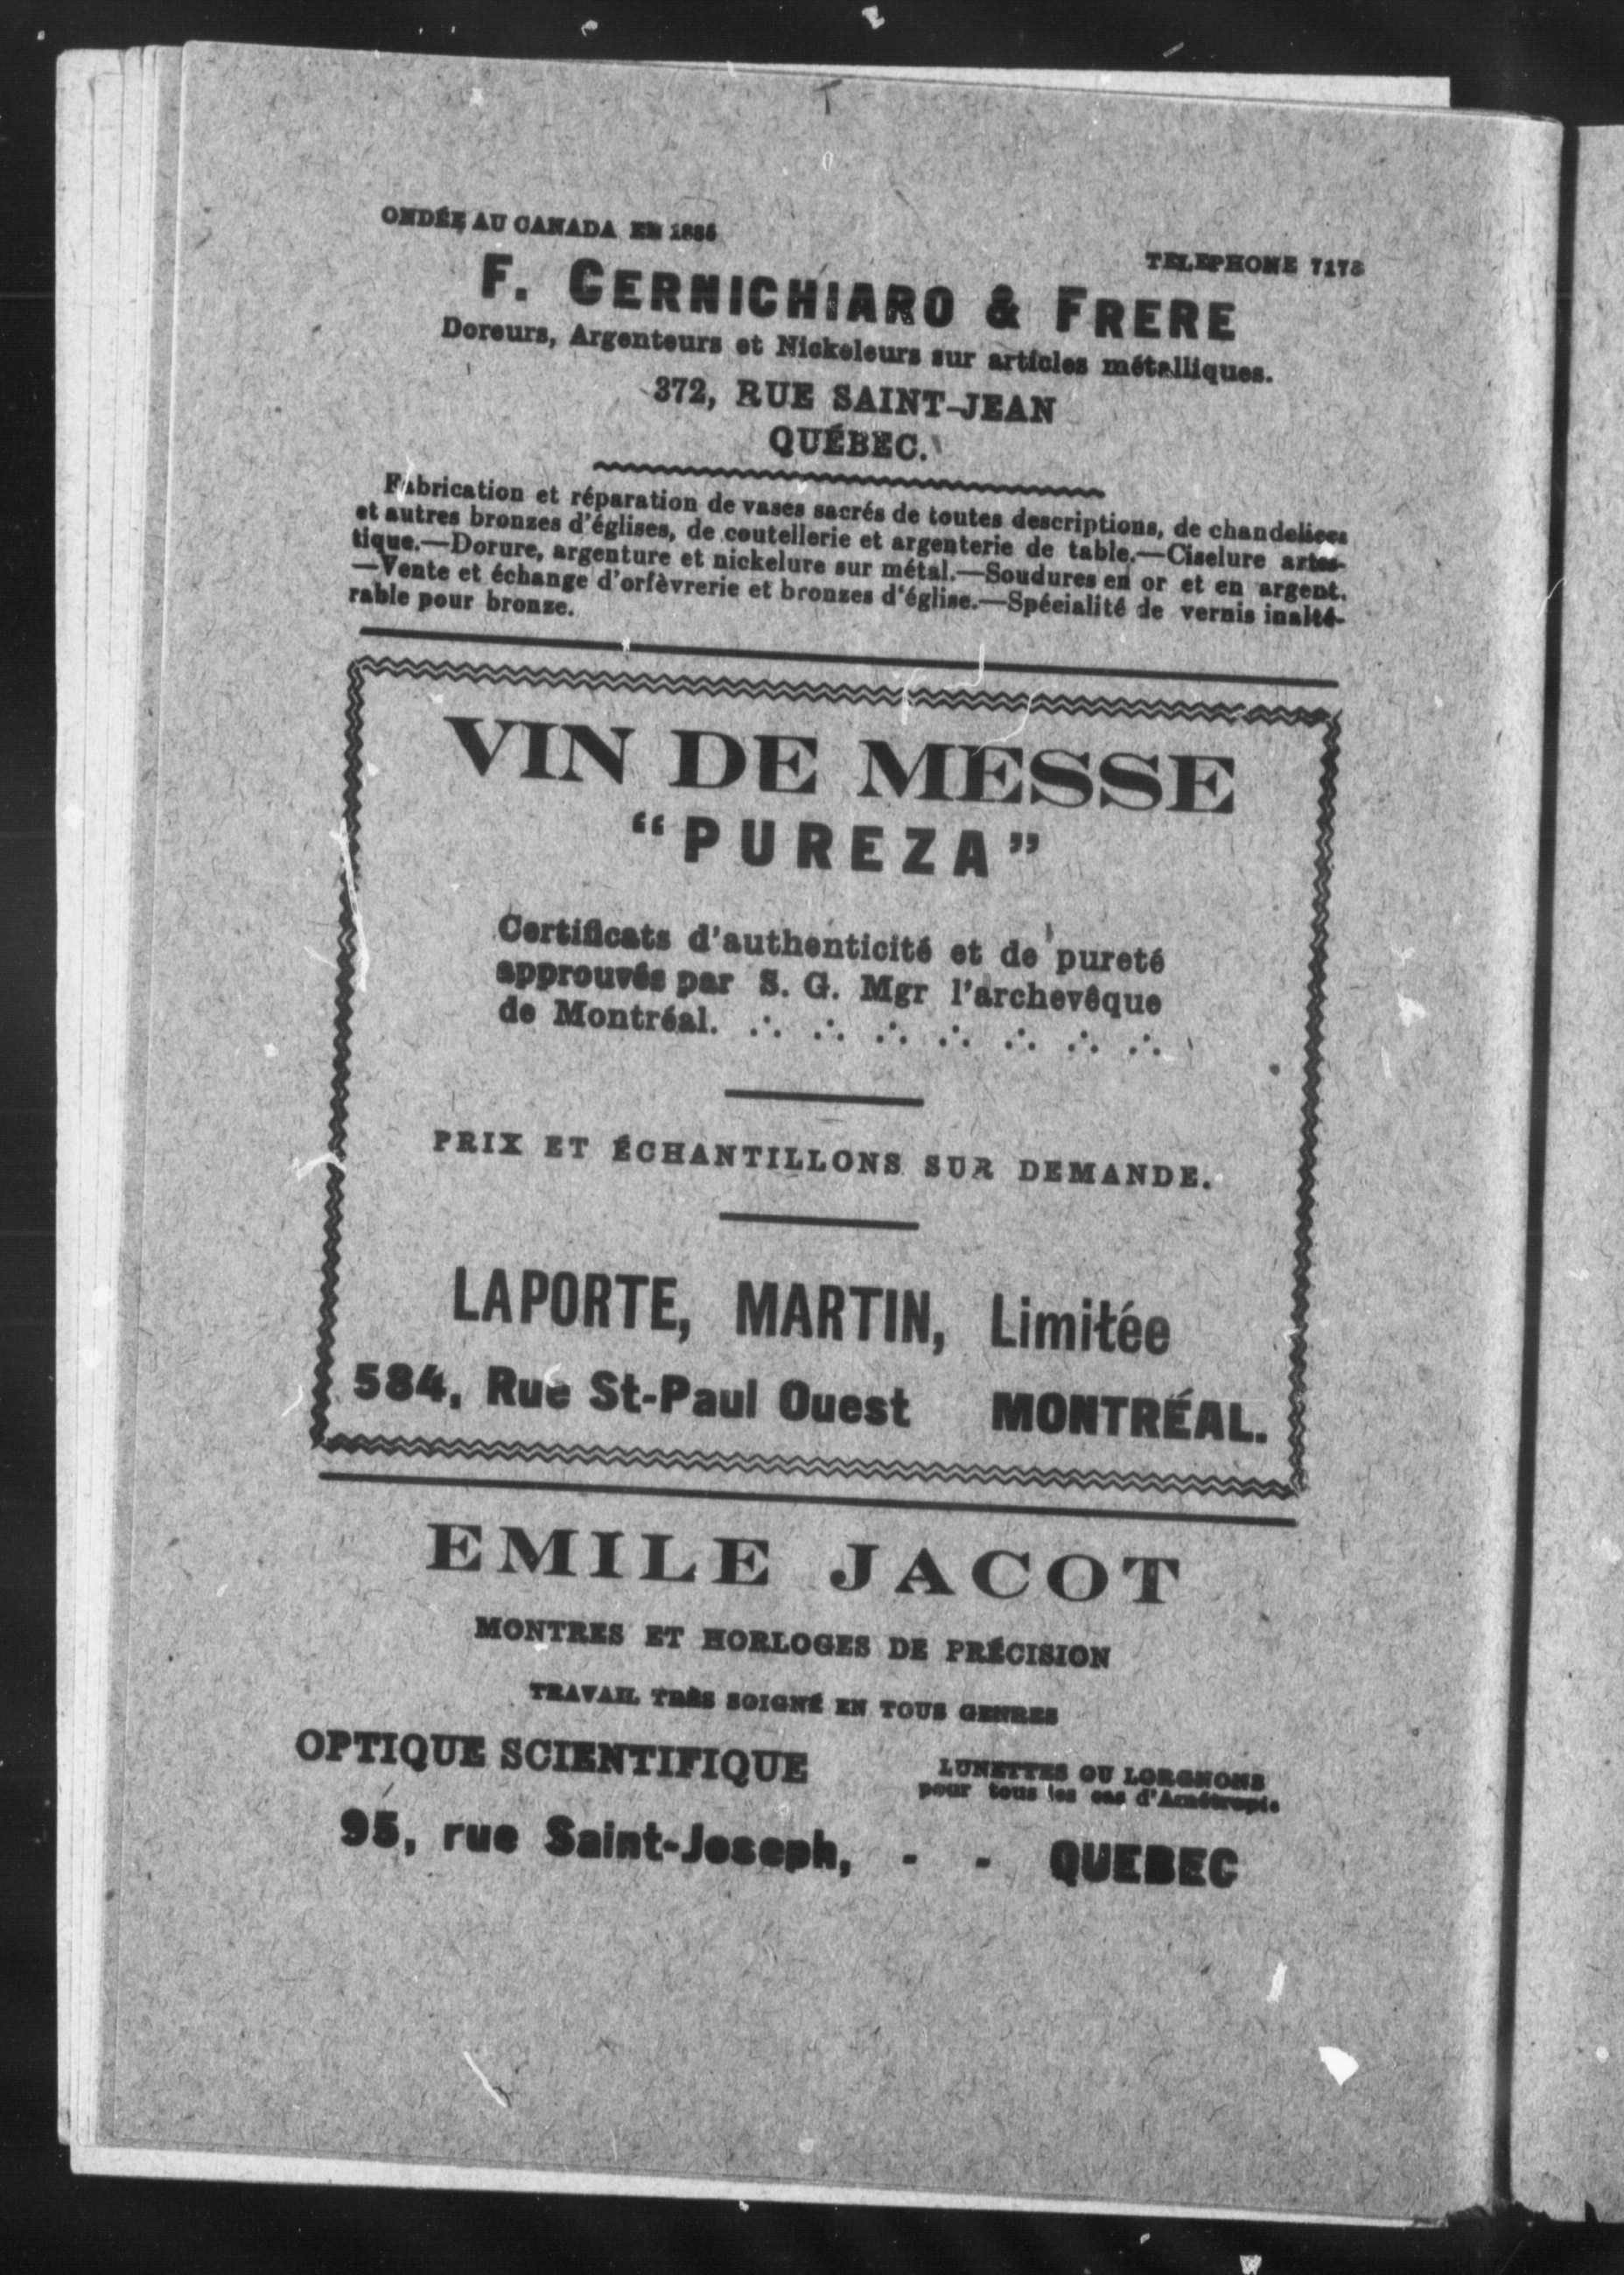 ONDÉE AU CANADA EN
TELEPHONE 7173
F. CERNICHIARO & FRERE
Doreurs, Argenteurs et Nickeleurs sur articles métalliques.
372, RUE SAINT-JEAN
QUÉBEC.
Fabrication et réparation de vases sacrés de toutes descriptions, de chandeliers
et autres bronzes d'églises, de coutellerie et argenterie de table.—Ciselure artis-
tique.—Dorure, argenture et nickelure sur métal.—Soudures en or et en argent.
—Vente et échange d'orfèvrerie et bronzes d'église.—Spécialité de vernis inalté-
rable pour bronze.
VIN DE MESSE
“PUREZA”
Certificats d'authenticité et de pureté
approuvés par S. G. Mgr l'archevêque
de Montréal. ∴ ∴ ∴ ∴ ∴ ∴ ∴
PRIX ET ÉCHANTILLONS SUR DEMANDE.
LAPORTE, MARTIN, Limitée
584, Rue St-Paul Ouest MONTRÉAL.
EMILE JACOT
MONTRES ET HORLOGES DE PRÉCISION
TRAVAIL TRÈS SOIGNÉ EN TOUS GENRES
OPTIQUE SCIENTIFIQUE
LUNETTES OU LORGNONS
pour tous les cas d'Amétropie
95, rue Saint-Joseph, - - QUEBEC